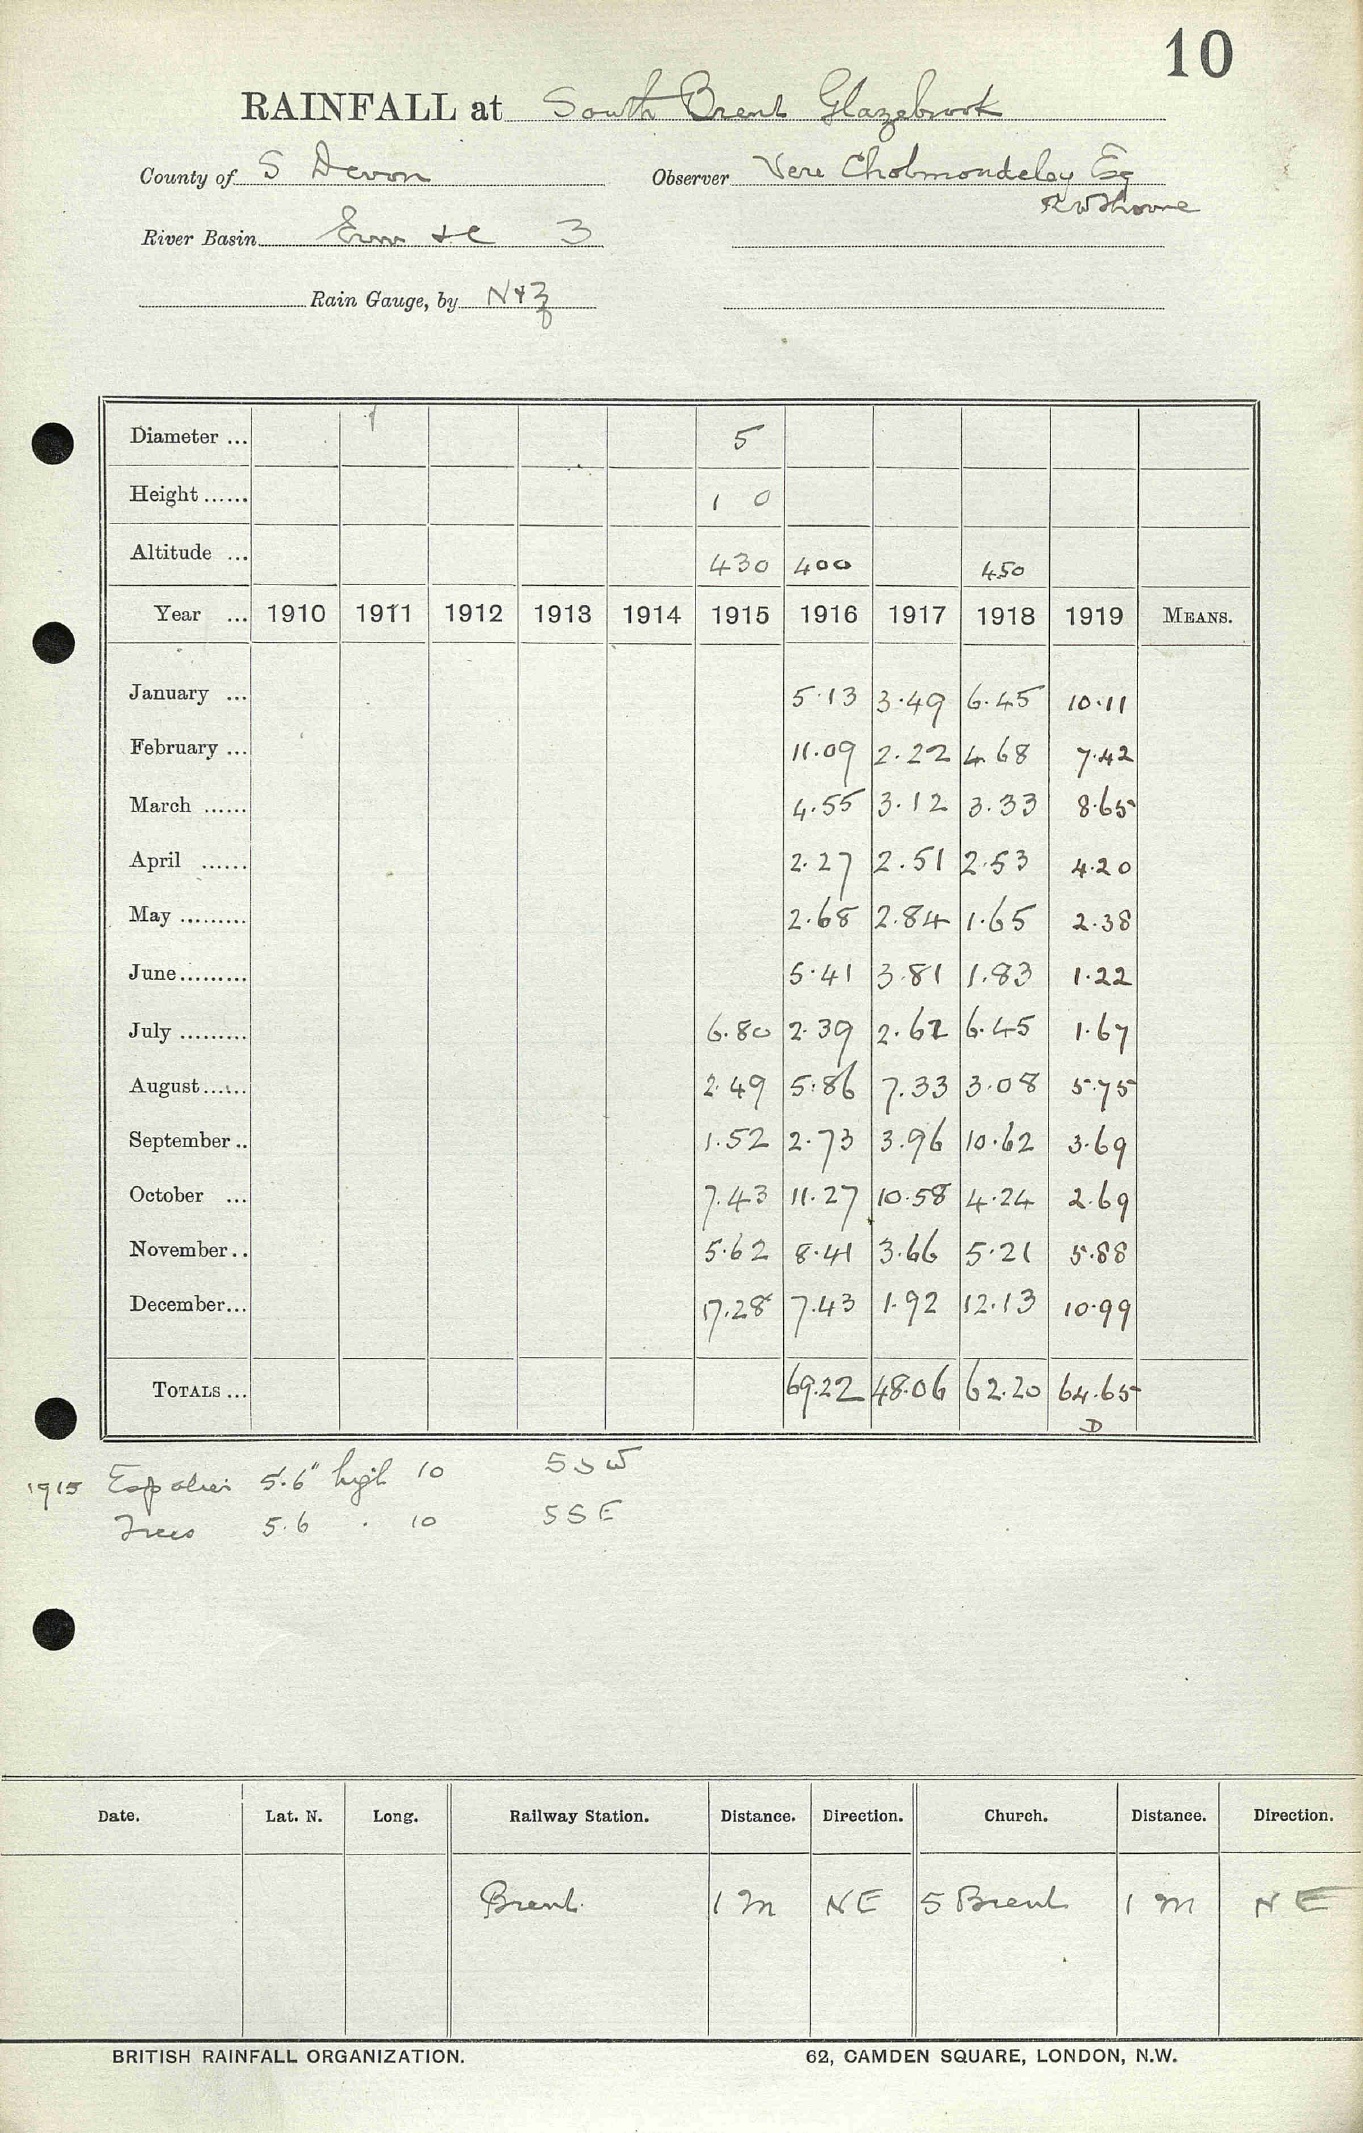 10
RAINFALL at South Brent Glazebrook
County of S Devon Observer Vere Cholmondeley Esq
R W Thorne
River Basin Erm &c 3
Rain Gauge, by N & Z
Diameter ... 5
Height ...... 1 0
Altitude ... 430 400 450
Year ... 1910 1911 1912 1913 1914 1915 1916 1917 1918 1919 MEANS.
January ... 5.13 3.49 6.45 10.11
February ... 11.09 2.22 4.68 7.42
March ...... 4.55 3.12 3.33 8.65
April ...... 2.27 2.51 2.53 4.20
May ......... 2.68 2.84 1.65 2.38
June......... 5.41 3.81 1.83 1.22
July ......... 6.80 2.39 2.62 6.45 1.67
August...... 2.49 5.86 7.33 3.08 5.75
September .. 1.52 2.73 3.96 10.62 3.69
October ... 7.43 11.27 10.58 4.24 2.69
November .. 5.62 8.41 3.66 5.21 5.88
December... 17.28 7.43 1.92 12.13 10.99
TOTALS ... 69.22 48.06 62.20 64.65
D
1915 Espalier 5.6" high 10 SSW
Trees 5.6 . 10 SSE
Date. Lat. N. Long. Railway Station. Distance. Direction. Church. Distance. Direction.
Brent. 1 m NE S Brent 1 m NE
BRITISH RAINFALL ORGANIZATION. 62, CAMDEN SQUARE, LONDON, N.W.